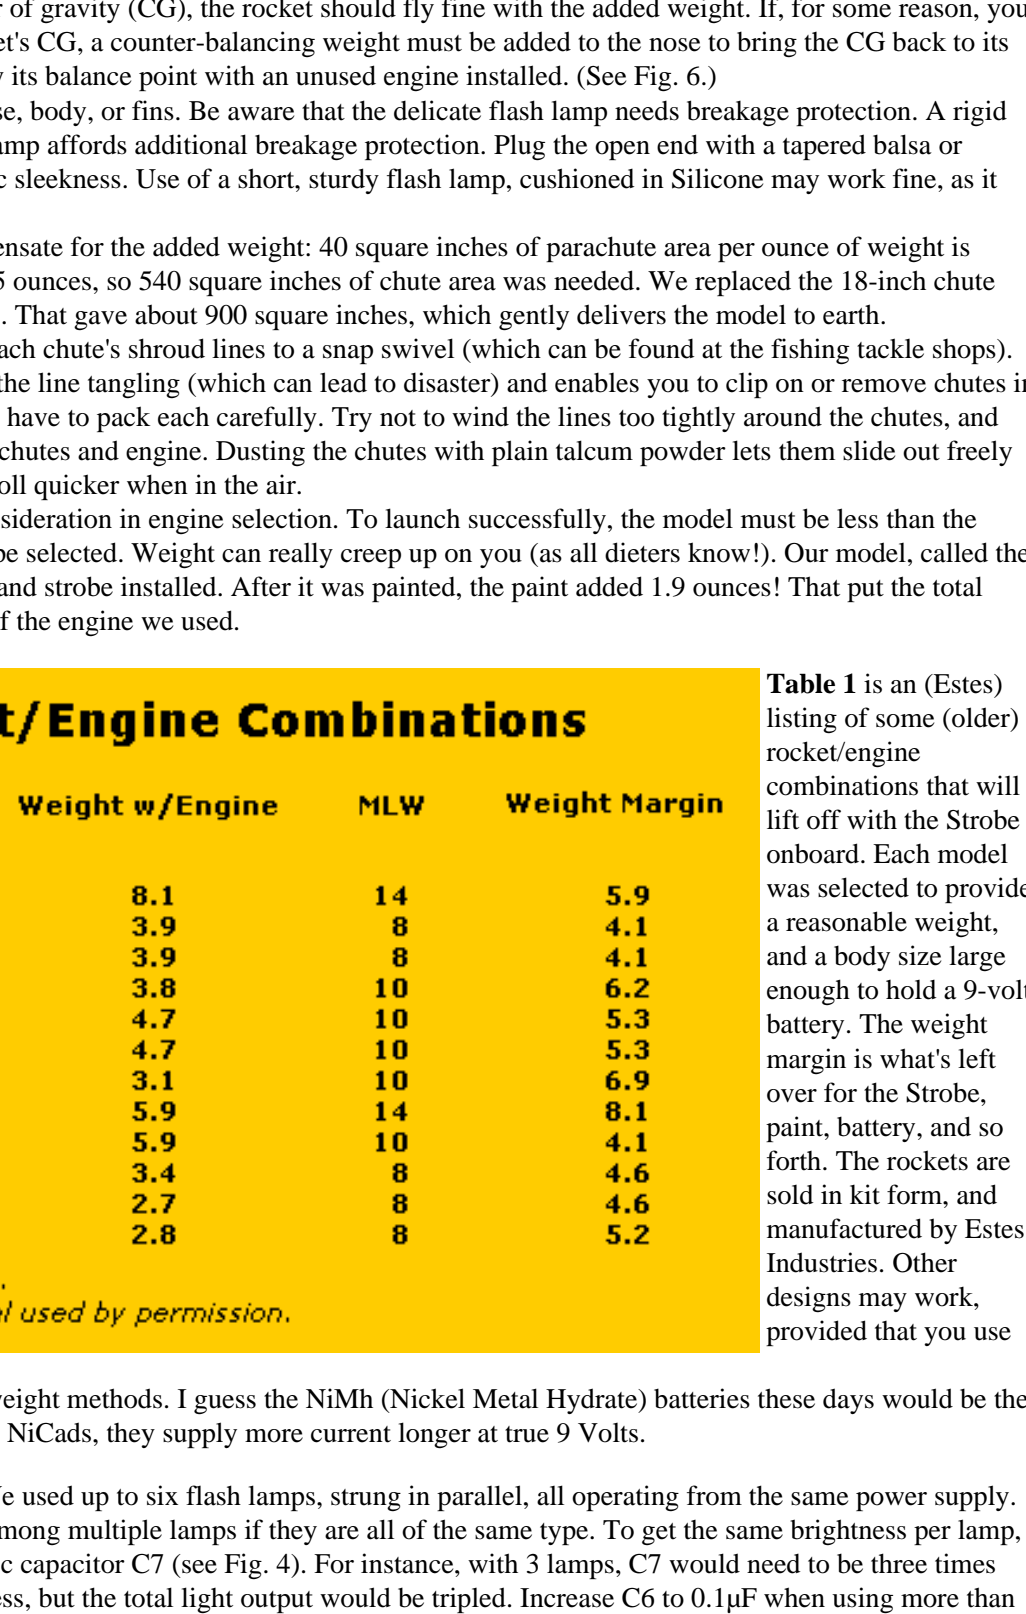 r of gravity (CG), the rocket should fly fine with the added weight. If, for some reason, you
et's CG, a counter-balancing weight must be added to the nose to bring the CG back to its
y its balance point with an unused engine installed. (See Fig. 6.)
se, body, or fins. Be aware that the delicate flash lamp needs breakage protection. A rigid
amp affords additional breakage protection. Plug the open end with a tapered balsa or
c sleekness. Use of a short, sturdy flash lamp, cushioned in Silicone may work fine, as it
ensate for the added weight: 40 square inches of parachute area per ounce of weight is
5 ounces, so 540 square inches of chute area was needed. We replaced the 18-inch chute
. That gave about 900 square inches, which gently delivers the model to earth.
ach chute's shroud lines to a snap swivel (which can be found at the fishing tackle shops).
the line tangling (which can lead to disaster) and enables you to clip on or remove chutes in
have to pack each carefully. Try not to wind the lines too tightly around the chutes, and
chutes and engine. Dusting the chutes with plain talcum powder lets them slide out freely
oll quicker when in the air.
sideration in engine selection. To launch successfully, the model must be less than the
be selected. Weight can really creep up on you (as all dieters know!). Our model, called the
and strobe installed. After it was painted, the paint added 1.9 ounces! That put the total
f the engine we used.
t/Engine Combinations
Weight w/Engine MLW Weight Margin
8.1 14 5.9
3.9 8 4.1
3.9 8 4.1
3.8 10 6.2
4.7 10 5.3
4.7 10 5.3
3.1 10 6.9
5.9 14 8.1
5.9 10 4.1
3.4 8 4.6
2.7 8 4.6
2.8 8 5.2
.
el used by permission.
Table 1 is an (Estes)
listing of some (older)
rocket/engine
combinations that will
lift off with the Strobe
onboard. Each model
was selected to provide
a reasonable weight,
and a body size large
enough to hold a 9-volt
battery. The weight
margin is what's left
over for the Strobe,
paint, battery, and so
forth. The rockets are
sold in kit form, and
manufactured by Estes
Industries. Other
designs may work,
provided that you use
weight methods. I guess the NiMh (Nickel Metal Hydrate) batteries these days would be the
NiCads, they supply more current longer at true 9 Volts.
e used up to six flash lamps, strung in parallel, all operating from the same power supply.
mong multiple lamps if they are all of the same type. To get the same brightness per lamp,
c capacitor C7 (see Fig. 4). For instance, with 3 lamps, C7 would need to be three times
ess, but the total light output would be tripled. Increase C6 to 0.1µF when using more than